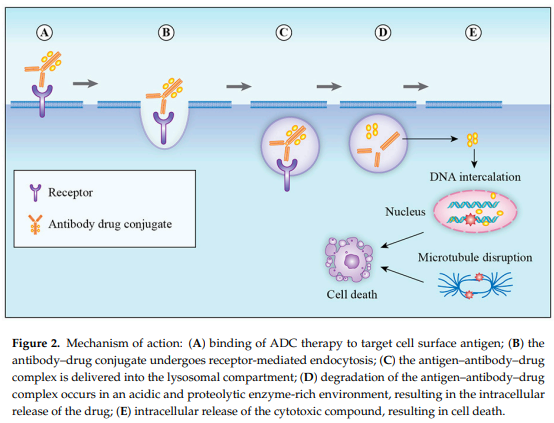 A
B
C
D
E
DNA intercalation
Receptor
Antibody drug conjugate
Nucleus
Microtubule disruption
Cell death
Figure 2. Mechanism of action: (A) binding of ADC therapy to target cell surface antigen; (B) the
antibody–drug conjugate undergoes receptor-mediated endocytosis; (C) the antigen–antibody–drug
complex is delivered into the lysosomal compartment; (D) degradation of the antigen–antibody–drug
complex occurs in an acidic and proteolytic enzyme-rich environment, resulting in the intracellular
release of the drug; (E) intracellular release of the cytotoxic compound, resulting in cell death.